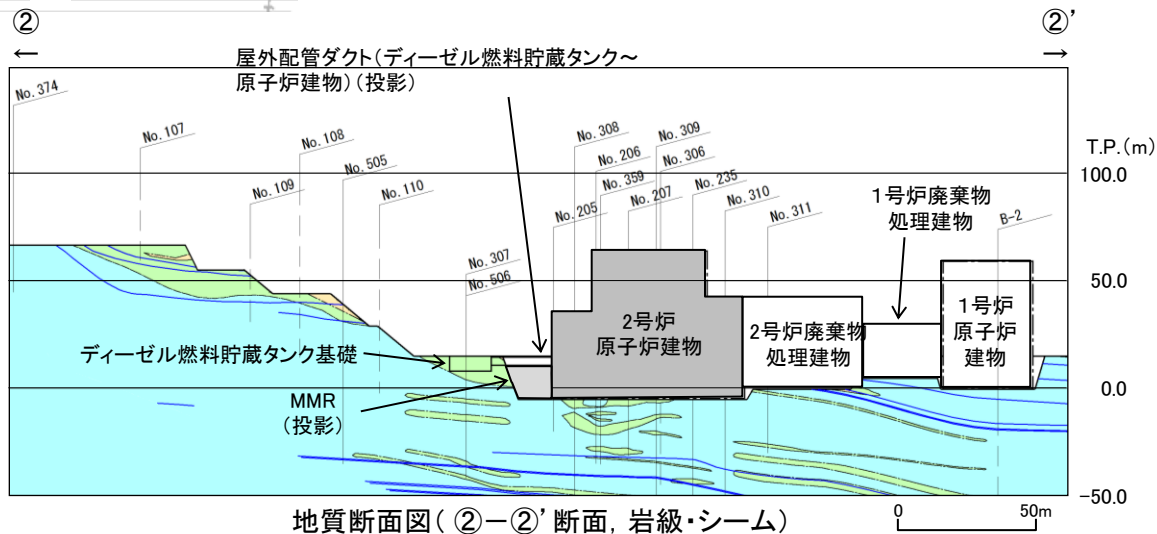 ② ②’
← →
屋外配管ダクト(ディーゼル燃料貯蔵タンク～
原子炉建物)(投影)
No. 374
No. 107
No. 108
No. 505
No. 109
No. 110
No. 307
No. 506
No. 205
No. 308
No. 206
No. 359
No. 207
No. 309
No. 306
No. 235
No. 310
No. 311
B-2
T.P.(m)
100.0
50.0
0.0
-50.0
1号炉廃棄物
処理建物
2号炉
原子炉建物
2号炉廃棄物
処理建物
1号炉
原子炉
建物
ディーゼル燃料貯蔵タンク基礎
MMR
(投影)
地質断面図(②－②’断面，岩級・シーム)
0 50m